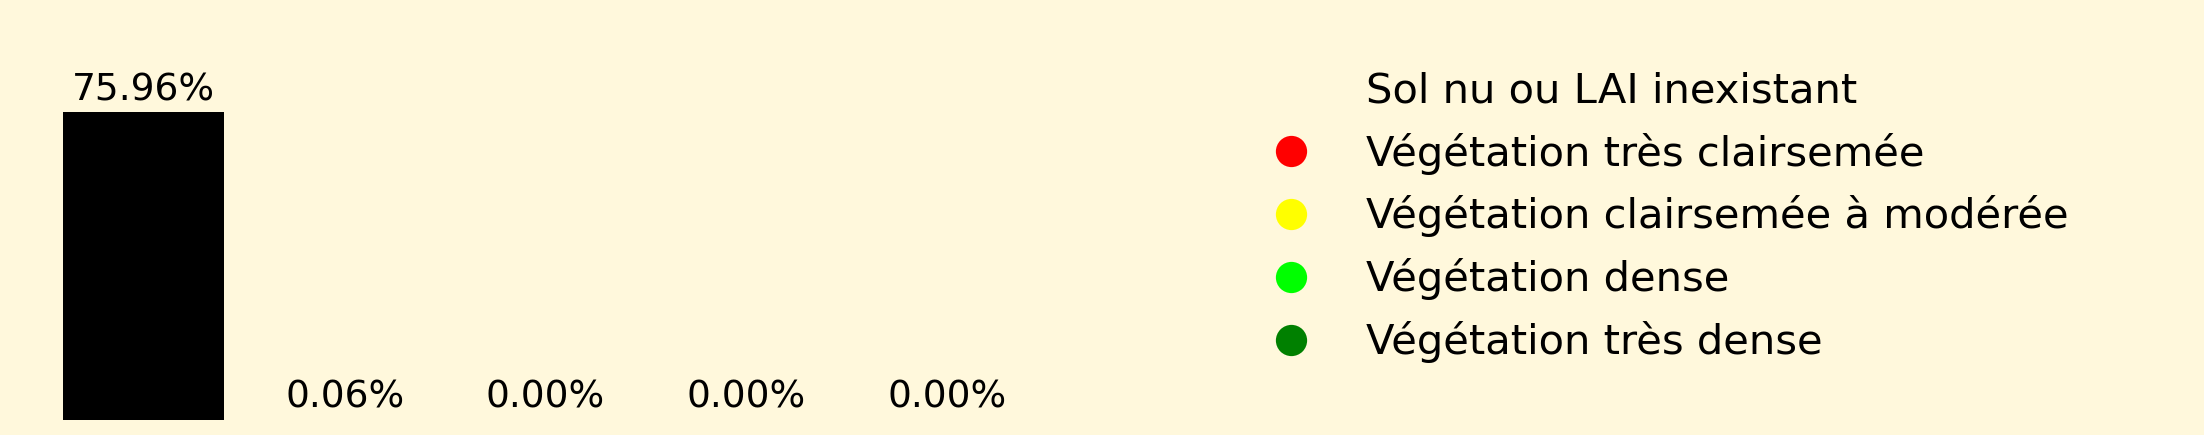 75.96%
0.06%
0.00%
0.00%
0.00%
Sol nu ou LAI inexistant
Végétation très clairsemée
Végétation clairsemée à modérée
Végétation dense
Végétation très dense